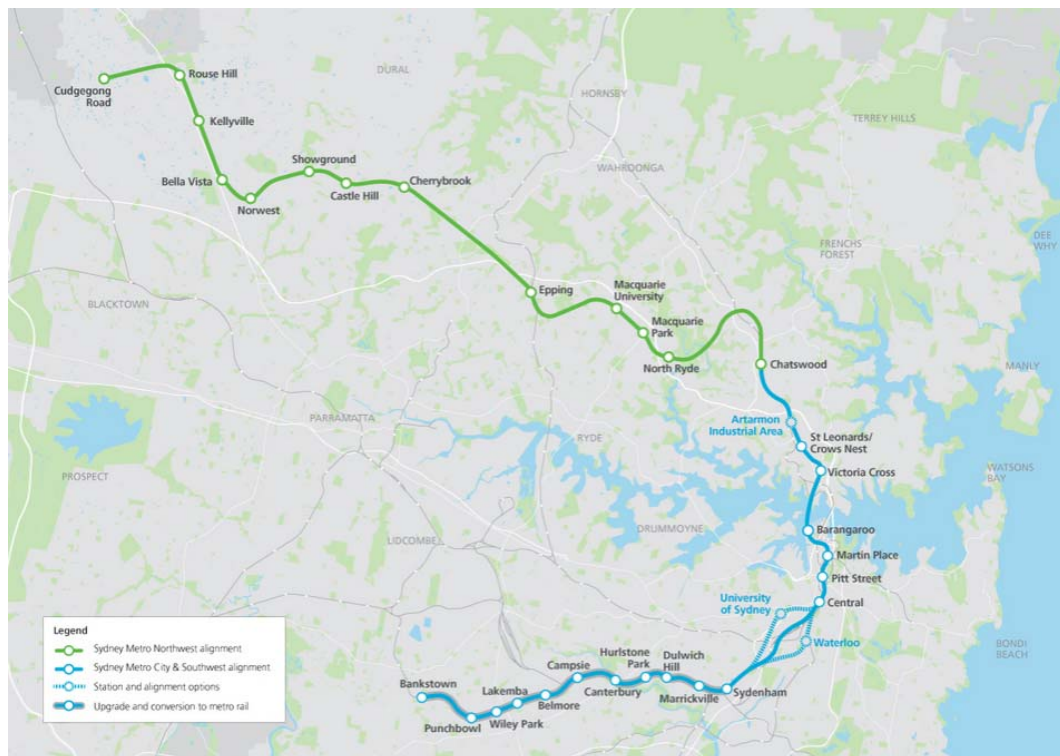 DURAL
HORNSBY
TERREY HILLS
WAHROONGA
Cudgegong
Road
Rouse Hill
Kellyville
Bella Vista
Norwest
Showground
Castle Hill
Cherrybrook
DEE
WHY
FRENCHS
FOREST
BLACKTOWN
Epping
Macquarie
University
Macquarie
Park
North Ryde
Chatswood
MANLY
PARRAMATTA
RYDE
Artarmon
Industrial Area
St Leonards/
Crows Nest
Victoria Cross
PROSPECT
WATSONS
BAY
LIDCOMBE
DRUMMOYNE
Barangaroo
Martin Place
Pitt Street
Central
University
of Sydney
Waterloo
BONDI
BEACH
Legend
Sydney Metro Northwest alignment
Sydney Metro City & Southwest alignment
Station and alignment options
Upgrade and conversion to metro rail
Bankstown
Punchbowl
Lakemba
Wiley Park
Belmore
Campsie
Canterbury
Hurlstone
Park
Dulwich
Hill
Marrickville
Sydenham